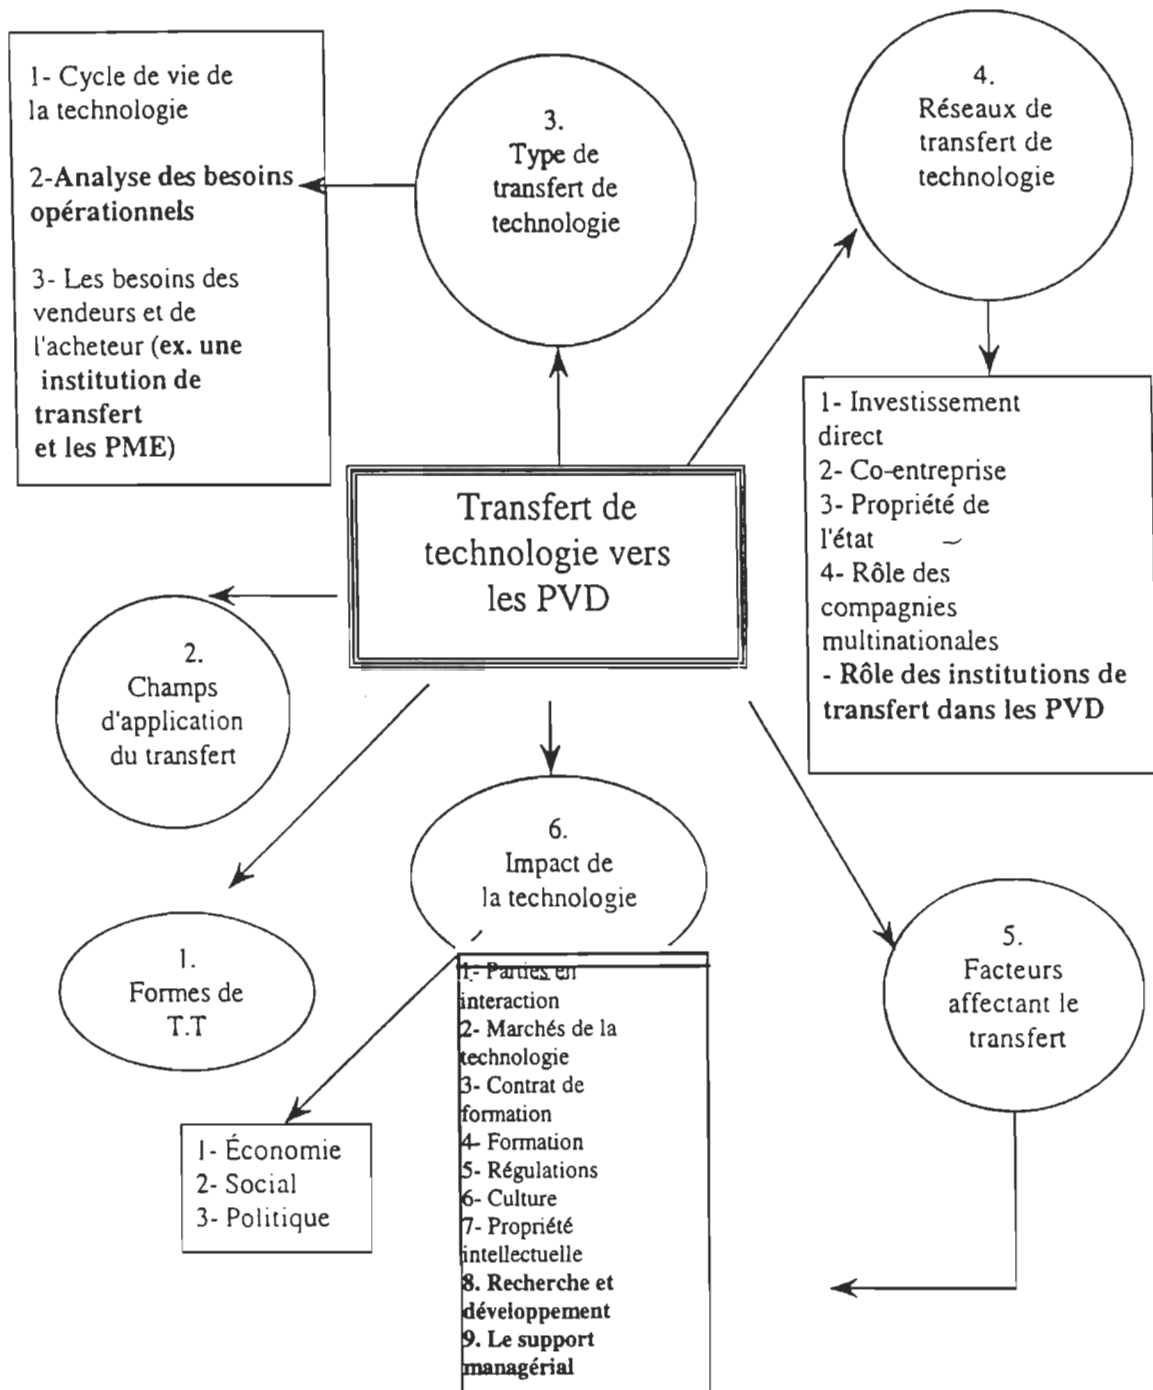 1- Cycle de vie de
la technologie
2-Analyse des besoins
opérationnels
3- Les besoins des
vendeurs et de
l'acheteur (ex. une
institution de
transfert
et les PME)
3.
Type de
transfert de
technologie
4.
Réseaux de
transfert de
technologie
1- Investissement
direct
2- Co-entreprise
3- Propriété de
l'état
4- Rôle des
compagnies
multinationales
- Rôle des institutions de
transfert dans les PVD
Transfert de
technologie vers
les PVD
2.
Champs
d'application
du transfert
1.
Formes de
T.T
6.
Impact de
la technologie
5.
Facteurs
affectant le
transfert
1- Économie
2- Social
3- Politique
1- Parties en
interaction
2- Marchés de la
technologie
3- Contrat de
formation
4- Formation
5- Régulations
6- Culture
7- Propriété
intellectuelle
8. Recherche et
développement
9. Le support
managérial